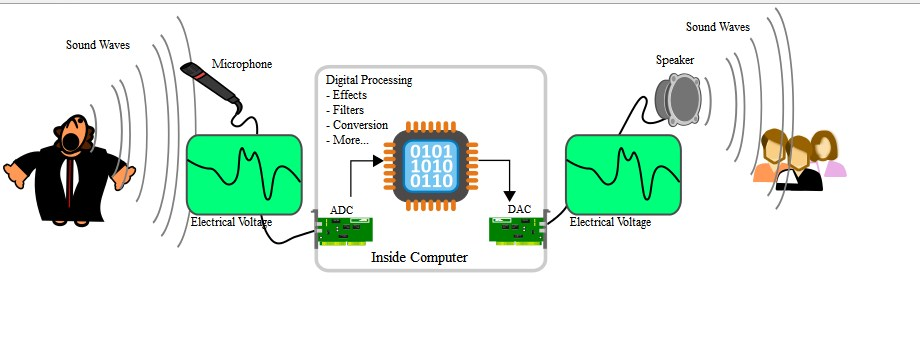 Sound Waves
Microphone
Electrical Voltage
Digital Processing
- Effects
- Filters
- Conversion
- More...
0101
1010
0110
ADC
DAC
Inside Computer
Electrical Voltage
Speaker
Sound Waves